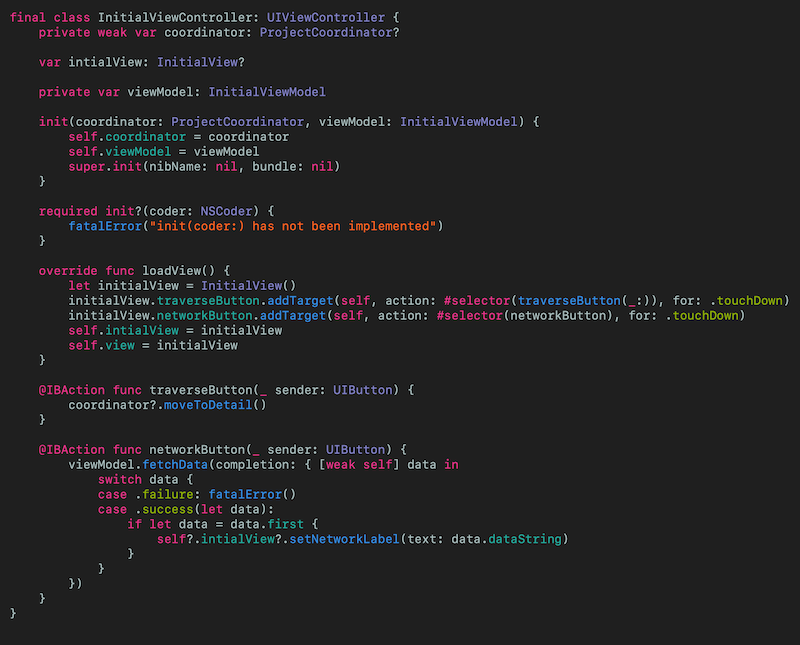 final class InitialViewController: UIViewController {
    private weak var coordinator: ProjectCoordinator?

    var intialView: InitialView?

    private var viewModel: InitialViewModel

    init(coordinator: ProjectCoordinator, viewModel: InitialViewModel) {
        self.coordinator = coordinator
        self.viewModel = viewModel
        super.init(nibName: nil, bundle: nil)
    }

    required init?(coder: NSCoder) {
        fatalError("init(coder:) has not been implemented")
    }

    override func loadView() {
        let initialView = InitialView()
        initialView.traverseButton.addTarget(self, action: #selector(traverseButton(_:)), for: .touchDown)
        initialView.networkButton.addTarget(self, action: #selector(networkButton), for: .touchDown)
        self.intialView = initialView
        self.view = initialView
    }

    @IBAction func traverseButton(_ sender: UIButton) {
        coordinator?.moveToDetail()
    }

    @IBAction func networkButton(_ sender: UIButton) {
        viewModel.fetchData(completion: { [weak self] data in
            switch data {
            case .failure: fatalError()
            case .success(let data):
                if let data = data.first {
                    self?.intialView?.setNetworkLabel(text: data.dataString)
                }
            }
        })
    }
}